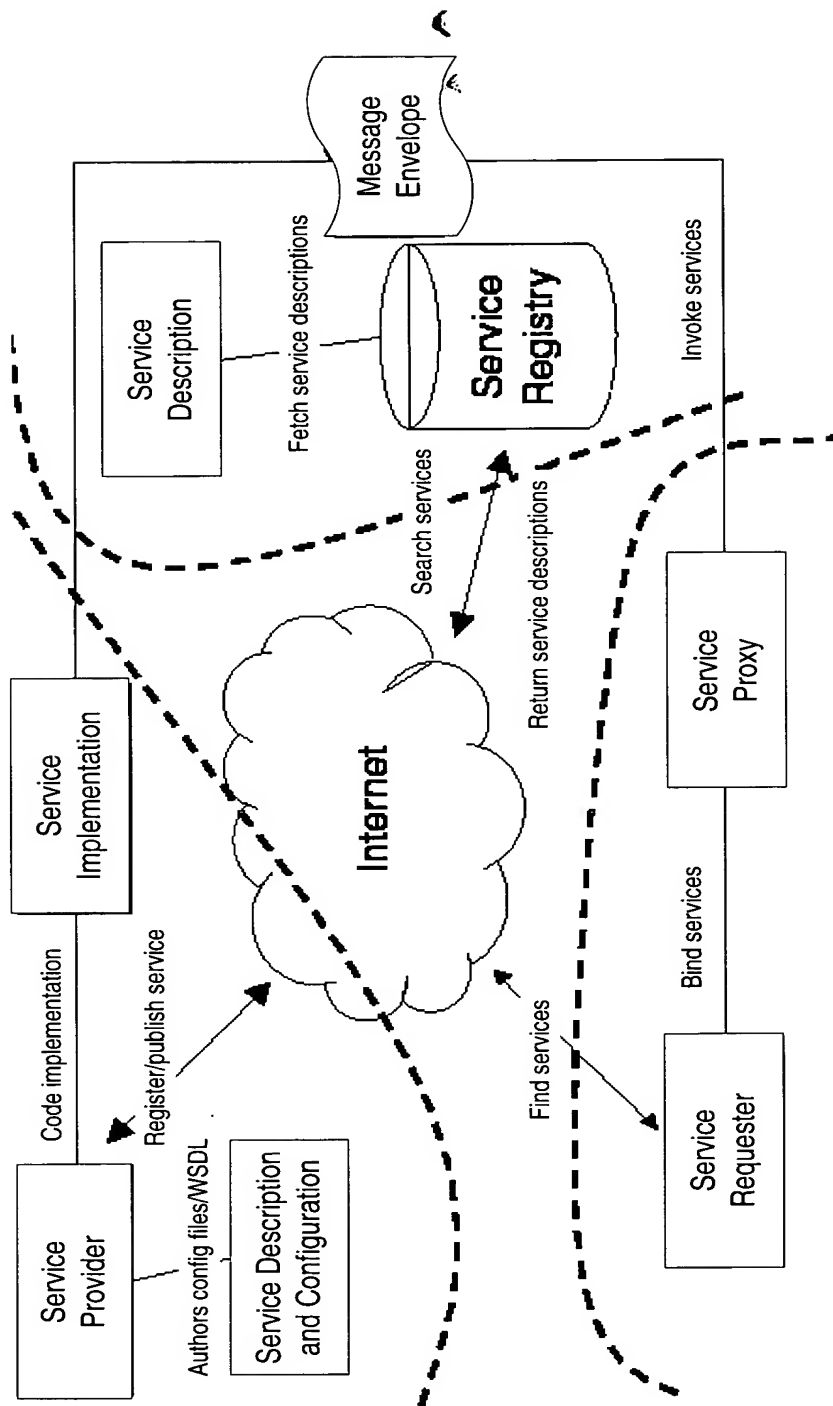 Service
Provider
Code implementation
Service
Implementation
Authors config files/WSDL
Register/publish service
Service Description
and Configuration
Internet
Service
Description
Fetch service descriptions
Message
Envelope
Search services
Service
Registry
Return service descriptions
Find services
Invoke services
Service
Requester
Bind services
Service
Proxy